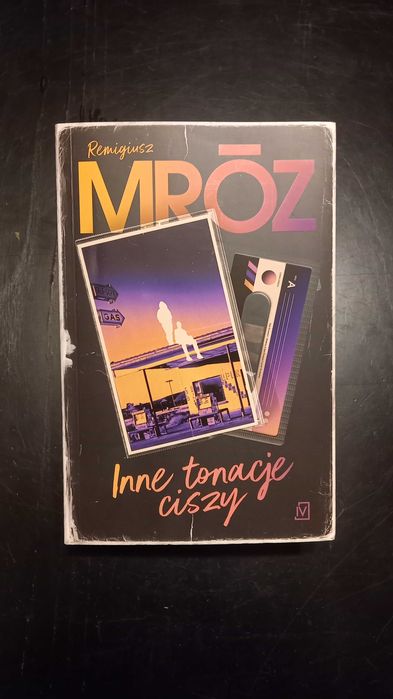 Remigiusz
MRÓZ
GAS
A
Inne tonacje
ciszy